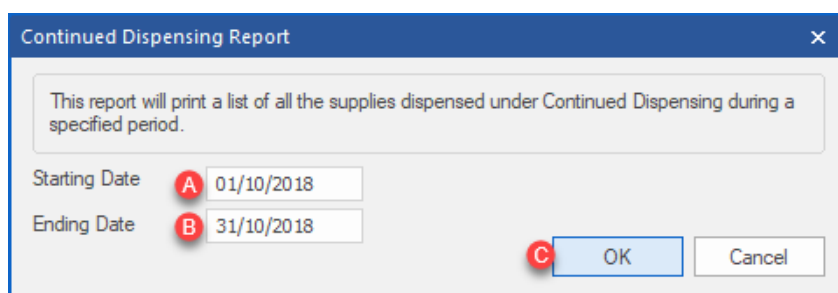 Continued Dispensing Report
This report will print a list of all the supplies dispensed under Continued Dispensing during a
specified period.
Starting Date A 01/10/2018
Ending Date B 31/10/2018
C OK Cancel